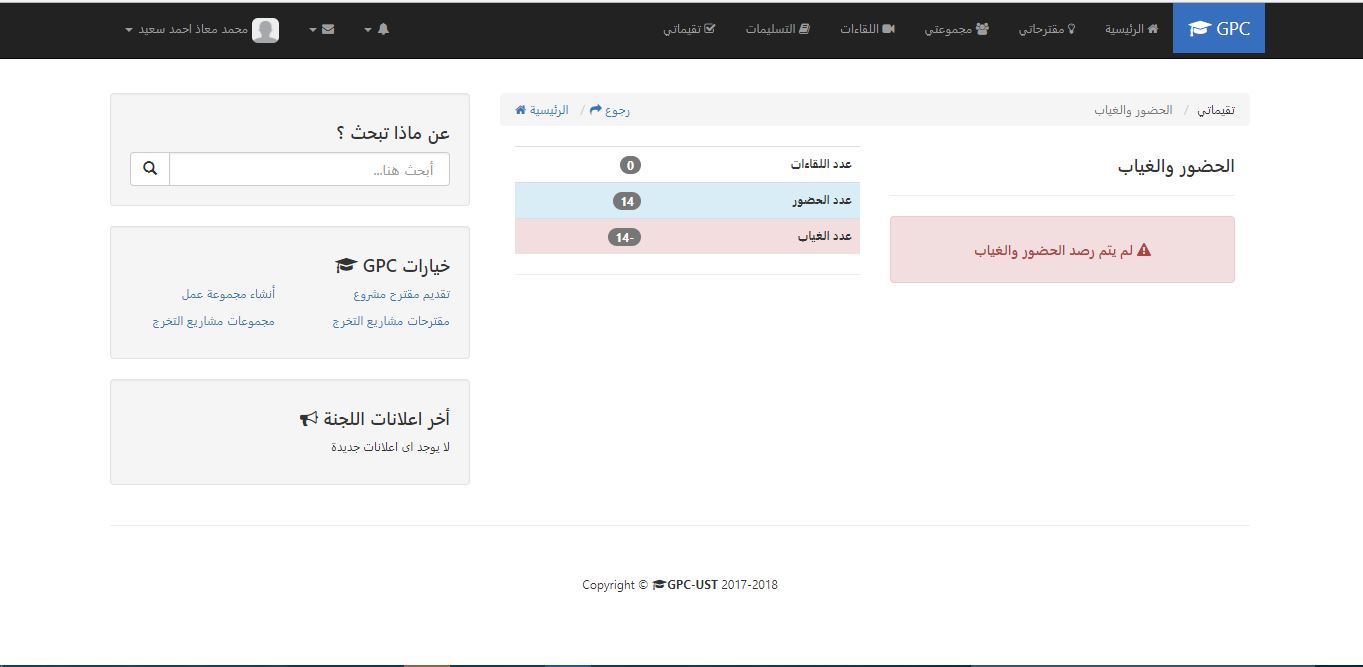 GPC
الرئيسية
مقترحاتي
مجموعتي
اللقاءات
التسليمات
تقيماتي
محمد معاذ احمد سعيد
تقيماتي / الحضور والغياب
رجوع / الرئيسية
الحضور والغياب
لم يتم رصد الحضور والغياب
عدد اللقاءات 0
عدد الحضور 14
عدد الغياب -14
عن ماذا تبحث ؟
أبحث هنا...
خيارات GPC
تقديم مقترح مشروع
أنشاء مجموعة عمل
مقترحات مشاريع التخرج
مجموعات مشاريع التخرج
أخر اعلانات اللجنة
لا يوجد اى اعلانات جديدة
Copyright © GPC-UST 2017-2018